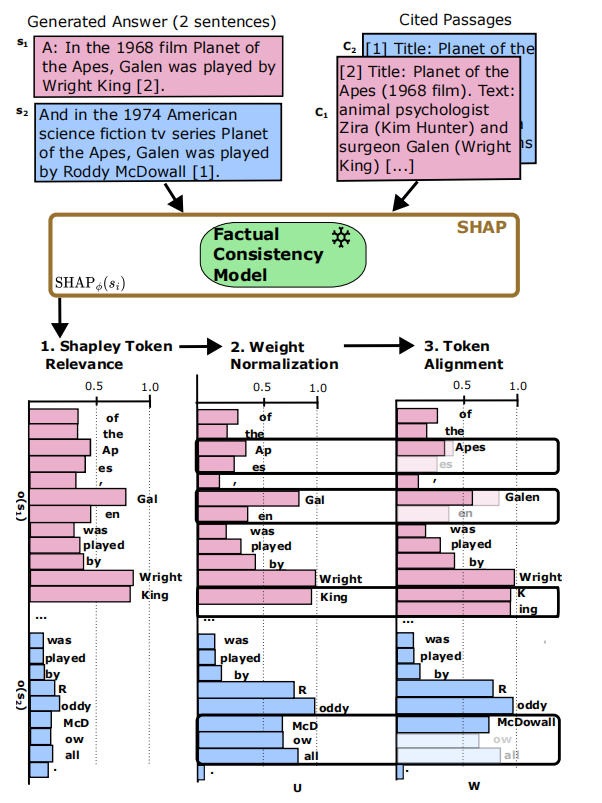 Generated Answer (2 sentences)
Cited Passages
s₁
A: In the 1968 film Planet of
the Apes, Galen was played by
Wright King [2].
s₂
And in the 1974 American
science fiction tv series Planet
of the Apes, Galen was played
by Roddy McDowall [1].
C₂
[1] Title: Planet of the
C₁
[2] Title: Planet of the
Apes (1968 film). Text:
animal psychologist
Zira (Kim Hunter) and
surgeon Galen (Wright
King) [...]
ns
SHAP
Factual
Consistency
Model
SHAPϕ(sᵢ)
1. Shapley Token
Relevance
2. Weight
Normalization
3. Token
Alignment
0.5
1.0
o(s₁)
of
the
Ap
es
,
Gal
en
was
played
by
Wright
King
...
o(s₂)
was
played
by
R
oddy
McD
ow
all
.
0.5
1.0
of
the
Ap
es
,
Gal
en
was
played
by
Wright
King
...
was
played
by
R
oddy
McD
ow
all
.
U
0.5
1.0
of
the
Apes
es
,
Galen
en
was
played
by
Wright
K
ing
...
was
played
by
R
oddy
McDowall
ow
all
.
W